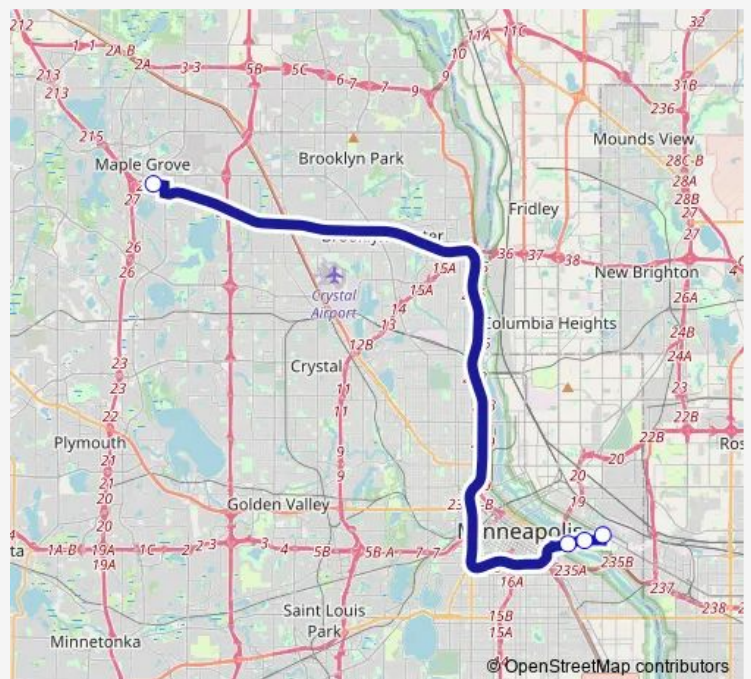 212
1 1 2A-B
2A
3 3
5B
5C
6 7
7
9
9
10
11A
11C
32
31B
236
213
213
215
Maple Grove
Brooklyn Park
Mounds View
28C-B
28A
28B
27
27
27
Fridley
26
26
36
37
38
New Brighton
15A
15A
14
13
12B
Crystal
Airport
Columbia Heights
26A
24B
24A
Crystal
11
11
23
23
23
22B
22B
22
Plymouth
21
21
20
20
9
9
20
20
19
Golden Valley
Minneapolis
1A-B
19A
19A
1
2 3
3
4
5B
5B-A
7 7
235A
235B
16A
237
238
Saint Louis
Park
15B
15A
Minnetonka
© OpenStreetMap contributors